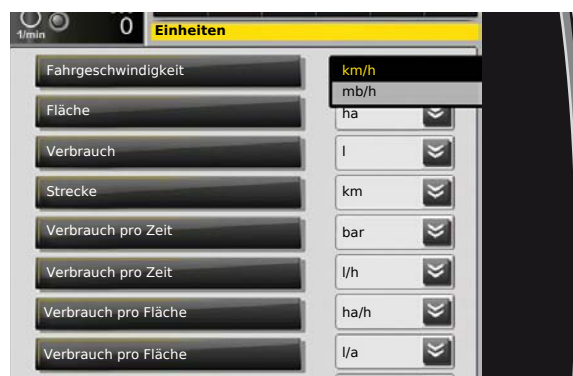 1/min
0
Einheiten
Fahrgeschwindigkeit
km/h
mb/h
Fläche
ha
Verbrauch
l
Strecke
km
Verbrauch pro Zeit
bar
Verbrauch pro Zeit
l/h
Verbrauch pro Fläche
ha/h
Verbrauch pro Fläche
l/a